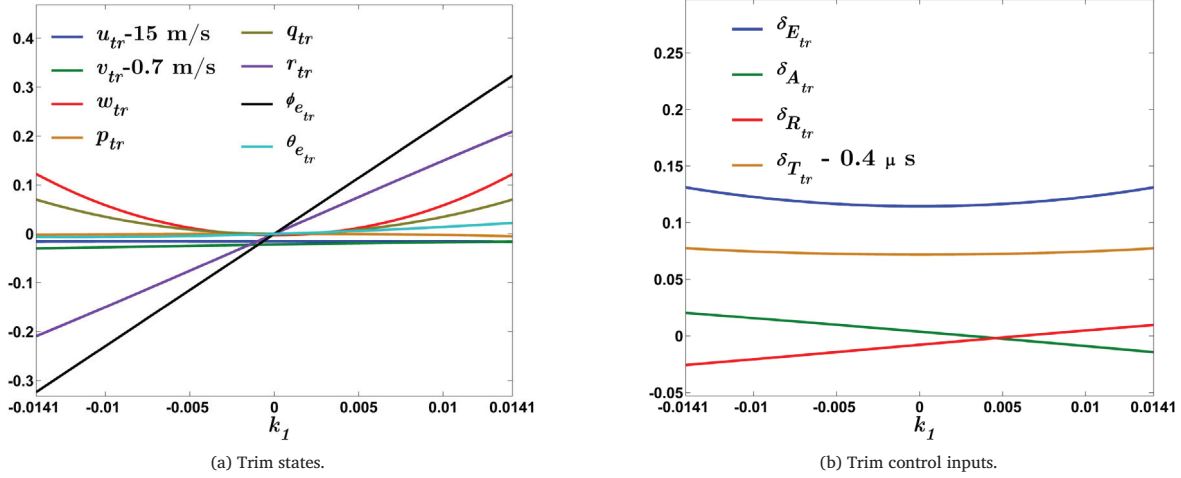 0.4
0.3
0.2
0.1
0
-0.1
-0.2
-0.3
u_tr-15 m/s
v_tr-0.7 m/s
w_tr
p_tr
q_tr
r_tr
ϕ_e_tr
θ_e_tr
-0.0141 -0.01 -0.005 0 0.005 0.01 0.0141
k_1
(a) Trim states.
0.25
0.2
0.15
0.1
0.05
0
-0.05
δ_E_tr
δ_A_tr
δ_R_tr
δ_T_tr - 0.4 μ s
-0.0141 -0.01 -0.005 0 0.005 0.01 0.0141
k_1
(b) Trim control inputs.